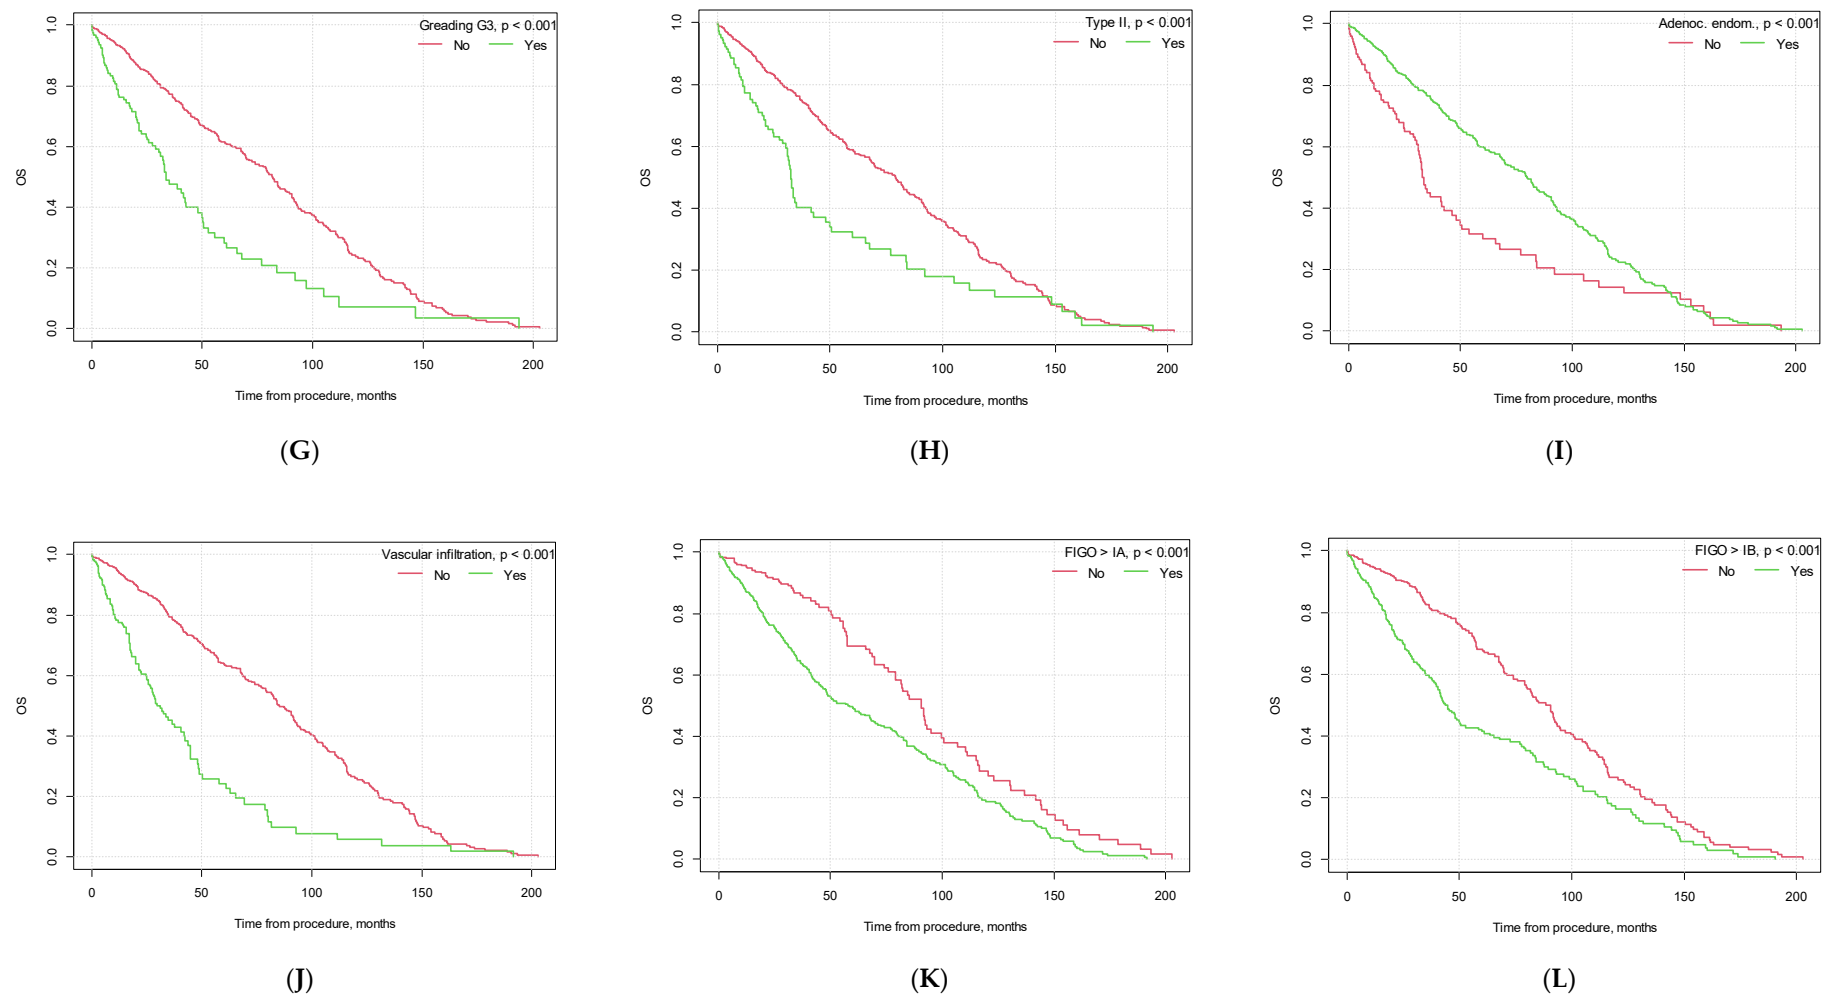 Greading G3, p < 0.001
No Yes
OS
1.0
0.8
0.6
0.4
0.2
0.0
0 50 100 150 200
Time from procedure, months
(G)
Type II, p < 0.001
No Yes
OS
1.0
0.8
0.6
0.4
0.2
0.0
0 50 100 150 200
Time from procedure, months
(H)
Adenoc. endom., p < 0.001
No Yes
OS
1.0
0.8
0.6
0.4
0.2
0.0
0 50 100 150 200
Time from procedure, months
(I)
Vascular infiltration, p < 0.001
No Yes
OS
1.0
0.8
0.6
0.4
0.2
0.0
0 50 100 150 200
Time from procedure, months
(J)
FIGO > IA, p < 0.001
No Yes
OS
1.0
0.8
0.6
0.4
0.2
0.0
0 50 100 150 200
Time from procedure, months
(K)
FIGO > IB, p < 0.001
No Yes
OS
1.0
0.8
0.6
0.4
0.2
0.0
0 50 100 150 200
Time from procedure, months
(L)